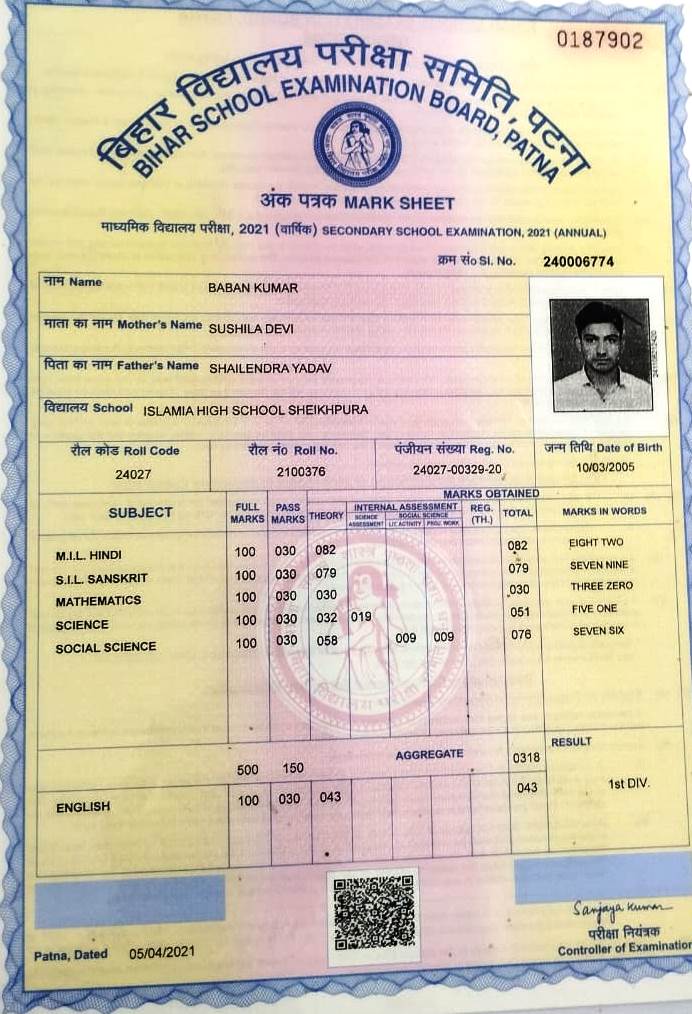 0187902
बिहार विद्यालय परीक्षा समिति, पटना
BIHAR SCHOOL EXAMINATION BOARD, PATNA
अंक पत्रक MARK SHEET
माध्यमिक विद्यालय परीक्षा, 2021 (वार्षिक) SECONDARY SCHOOL EXAMINATION, 2021 (ANNUAL)
क्रम सं० Sl. No. 240006774
नाम Name BABAN KUMAR
माता का नाम Mother's Name SUSHILA DEVI
पिता का नाम Father's Name SHAILENDRA YADAV
विद्यालय School ISLAMIA HIGH SCHOOL SHEIKHPURA
रौल कोड Roll Code रौल नं० Roll No. पंजीयन संख्या Reg. No. जन्म तिथि Date of Birth
24027 2100376 24027-00329-20 10/03/2005
MARKS OBTAINED
SUBJECT FULL MARKS PASS MARKS THEORY INTERNAL ASSESSMENT REG. (TH.) TOTAL MARKS IN WORDS
SCIENCE ASSESSMENT SOCIAL SCIENCE LIT. ACTIVITY PROJ. WORK
M.I.L. HINDI 100 030 082 082 EIGHT TWO
S.I.L. SANSKRIT 100 030 079 079 SEVEN NINE
MATHEMATICS 100 030 030 030 THREE ZERO
SCIENCE 100 030 032 019 051 FIVE ONE
SOCIAL SCIENCE 100 030 058 009 009 076 SEVEN SIX
500 150 AGGREGATE 0318 RESULT
ENGLISH 100 030 043 043 1st DIV.
Sanjaya Kumar
परीक्षा नियंत्रक
Patna, Dated 05/04/2021 Controller of Examination